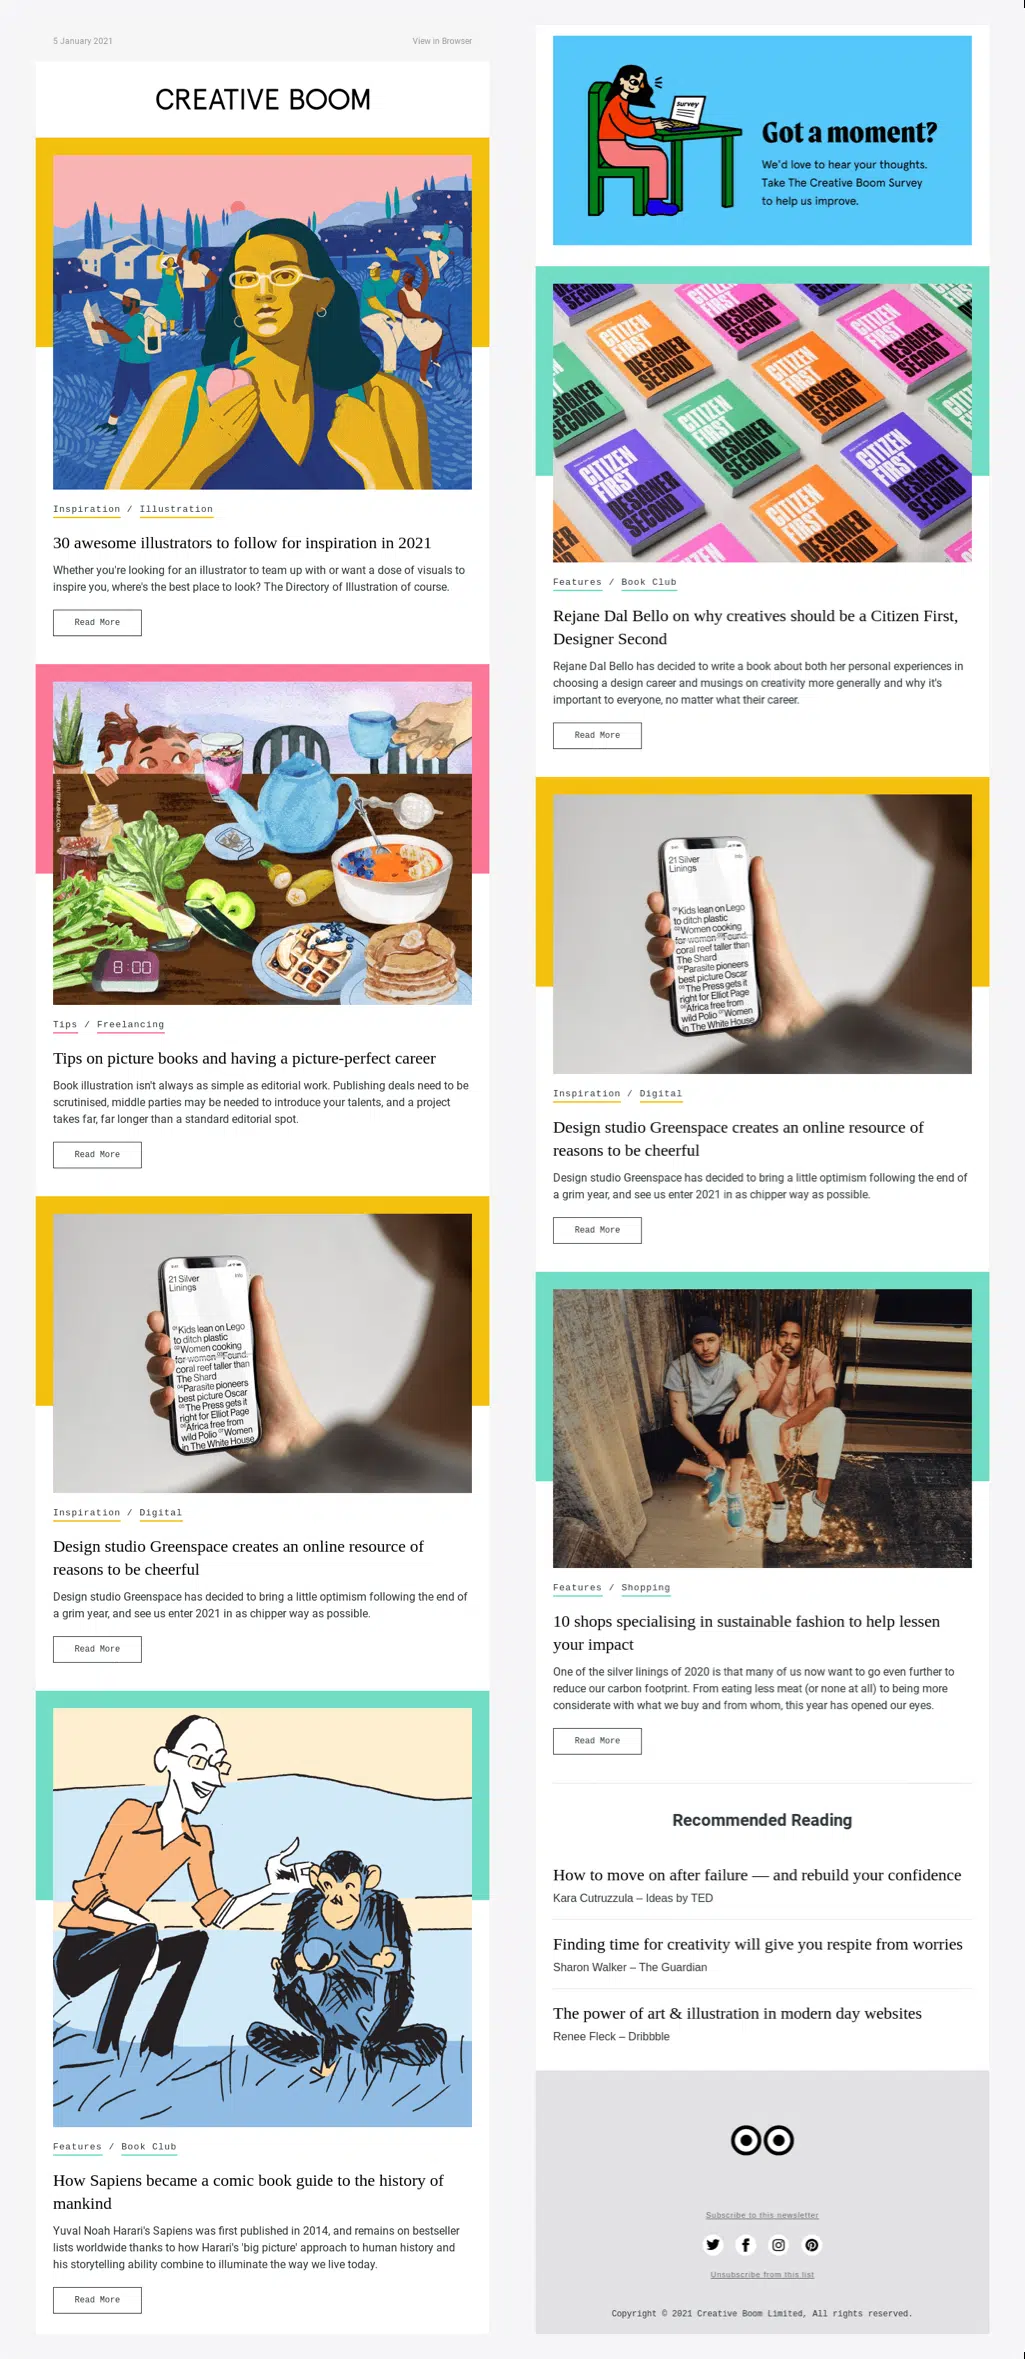 5 January 2021
View in Browser
CREATIVE BOOM
Inspiration / Illustration
30 awesome illustrators to follow for inspiration in 2021
Whether you're looking for an illustrator to team up with or want a dose of visuals to
inspire you, where's the best place to look? The Directory of Illustration of course.
Read More
8:00
Tips / Freelancing
Tips on picture books and having a picture-perfect career
Book illustration isn't always as simple as editorial work. Publishing deals need to be
scrutinised, middle parties may be needed to introduce your talents, and a project
takes far, far longer than a standard editorial spot.
Read More
21 Silver
Linings
Info
Kids lean on Lego
to ditch plastic
Women cooking
for women Found:
coral reef taller than
The Shard
Parasite pioneers
best picture Oscar
The Press gets it
right for Elliot Page
Africa free from
wild Polio Women
in The White House
Inspiration / Digital
Design studio Greenspace creates an online resource of
reasons to be cheerful
Design studio Greenspace has decided to bring a little optimism following the end of
a grim year, and see us enter 2021 in as chipper way as possible.
Read More
Features / Book Club
How Sapiens became a comic book guide to the history of
mankind
Yuval Noah Harari's Sapiens was first published in 2014, and remains on bestseller
lists worldwide thanks to how Harari's 'big picture' approach to human history and
his storytelling ability combine to illuminate the way we live today.
Read More
survey
Got a moment?
We'd love to hear your thoughts.
Take The Creative Boom Survey
to help us improve.
CITIZEN
FIRST
DESIGNER
SECOND
Features / Book Club
Rejane Dal Bello on why creatives should be a Citizen First,
Designer Second
Rejane Dal Bello has decided to write a book about both her personal experiences in
choosing a design career and musings on creativity more generally and why it's
important to everyone, no matter what their career.
Read More
21 Silver
Linings
Info
Kids lean on Lego
to ditch plastic
Women cooking
for women Found:
coral reef taller than
The Shard
Parasite pioneers
best picture Oscar
The Press gets it
right for Elliot Page
Africa free from
wild Polio Women
in The White House
Inspiration / Digital
Design studio Greenspace creates an online resource of
reasons to be cheerful
Design studio Greenspace has decided to bring a little optimism following the end of
a grim year, and see us enter 2021 in as chipper way as possible.
Read More
Features / Shopping
10 shops specialising in sustainable fashion to help lessen
your impact
One of the silver linings of 2020 is that many of us now want to go even further to
reduce our carbon footprint. From eating less meat (or none at all) to being more
considerate with what we buy and from whom, this year has opened our eyes.
Read More
Recommended Reading
How to move on after failure — and rebuild your confidence
Kara Cutruzzula – Ideas by TED
Finding time for creativity will give you respite from worries
Sharon Walker – The Guardian
The power of art & illustration in modern day websites
Renee Fleck – Dribbble
Subscribe to this newsletter
Unsubscribe from this list
Copyright © 2021 Creative Boom Limited, All rights reserved.